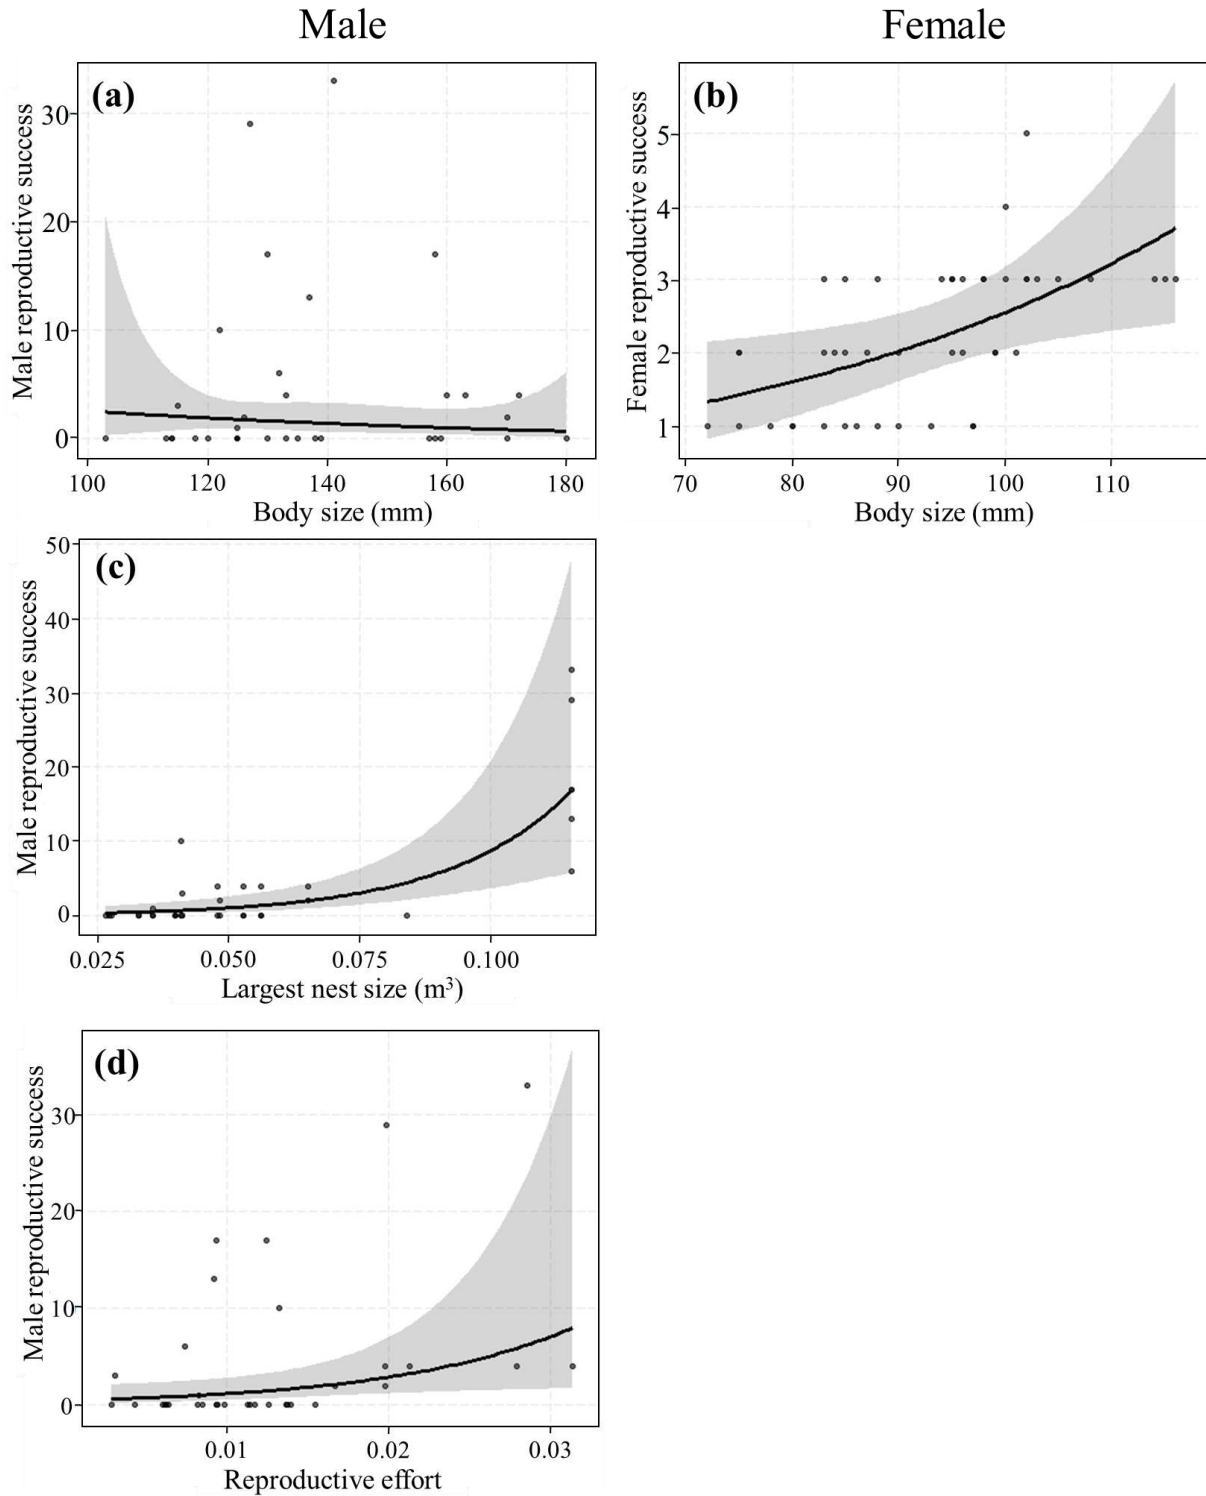 Male
Female
(a)
Male reproductive success
30
20
10
0
100 120 140 160 180
Body size (mm)
(b)
Female reproductive success
5
4
3
2
1
70 80 90 100 110
Body size (mm)
(c)
Male reproductive success
50
40
30
20
10
0
0.025 0.050 0.075 0.100
Largest nest size (m³)
(d)
Male reproductive success
30
20
10
0
0.01 0.02 0.03
Reproductive effort